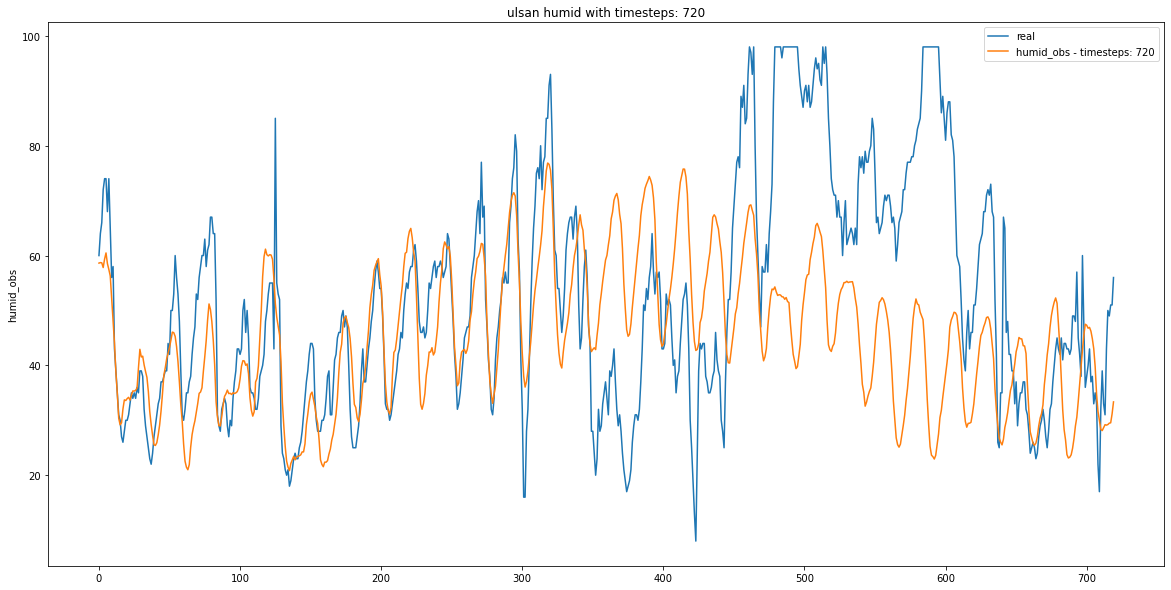 ulsan humid with timesteps: 720
real
humid_obs - timesteps: 720
humid_obs
100
80
60
40
20
0 100 200 300 400 500 600 700